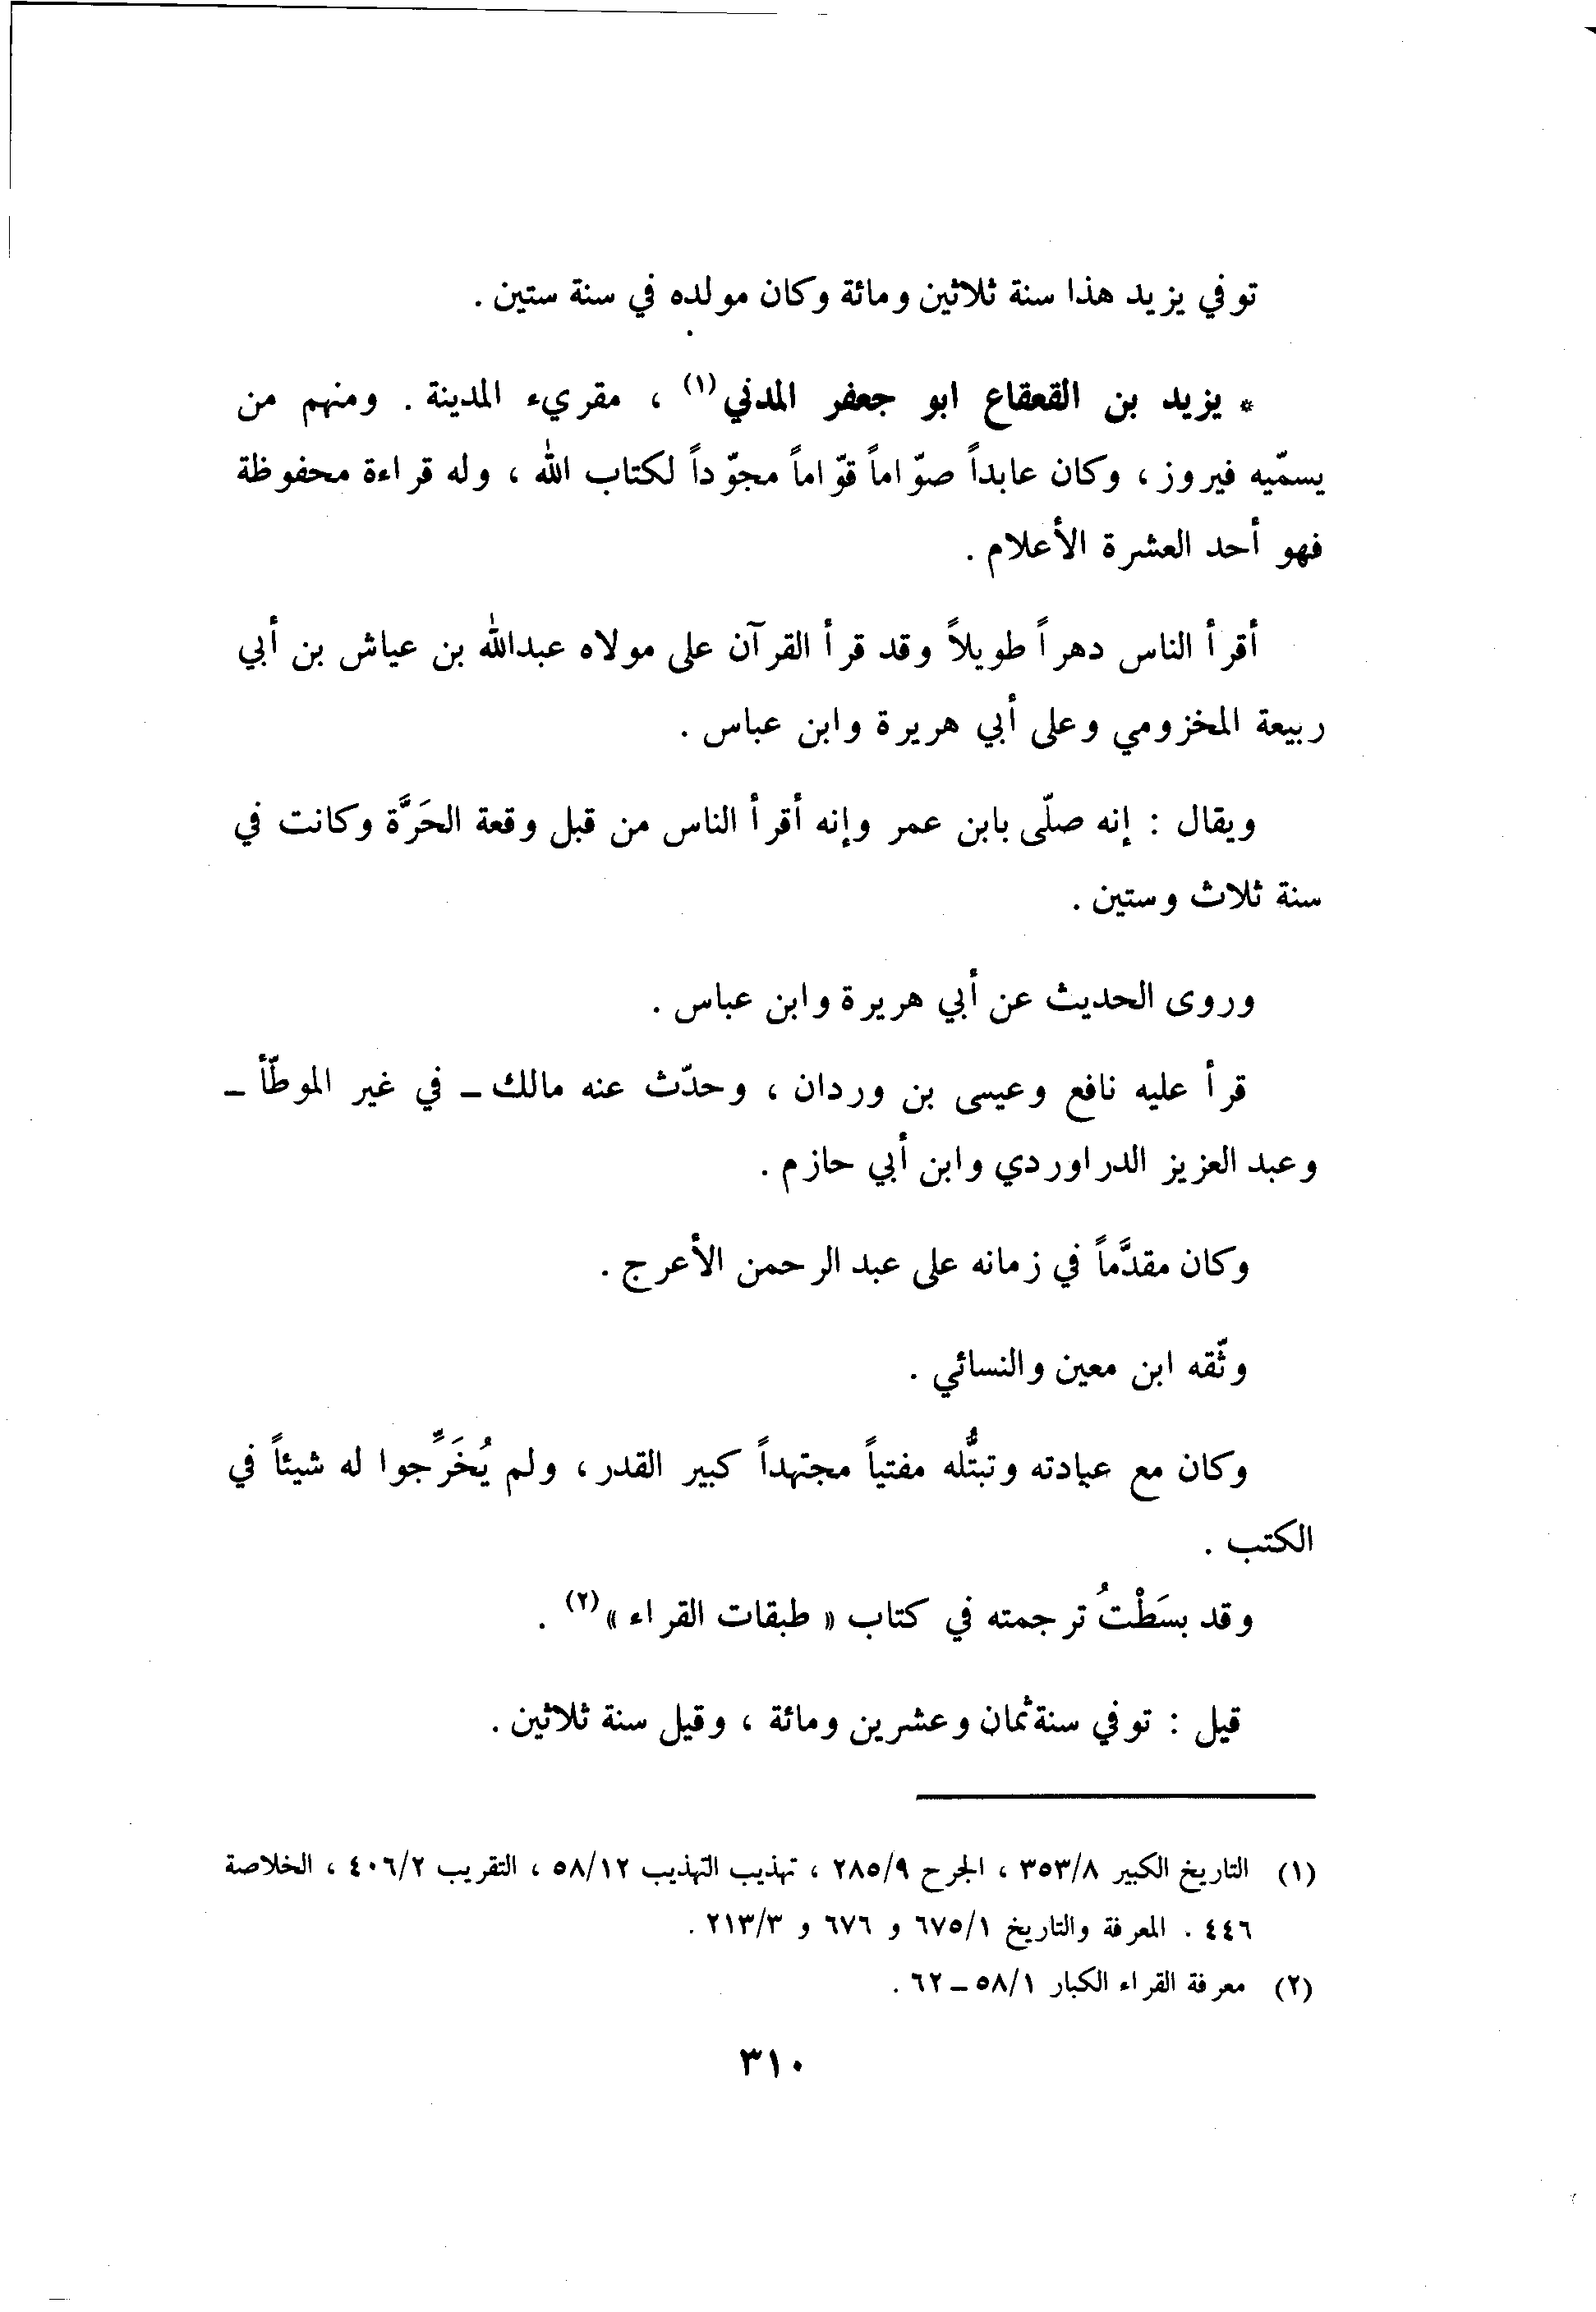 توفي يزيد هذا سنة ثلاثين ومائة وكان مولده في سنة ستين .
* يزيد بن القعقاع ابو جعفر المدني (١) ، مقريء المدينة . ومنهم من
يسمّيه فيروز ، وكان عابداً صوّاماً قوّاماً مجوّداً لكتاب الله ، وله قراءة محفوظة
فهو أحد العشرة الأعلام .
أقرأ الناس دهراً طويلاً وقد قرأ القرآن على مولاه عبدالله بن عياش بن أبي
ربيعة المخزومي وعلى أبي هريرة وابن عباس .
ويقال : إنه صلّى بابن عمر وإنه أقرأ الناس من قبل وقعة الحَرَّة وكانت في
سنة ثلاث وستين .
وروى الحديث عن أبي هريرة وابن عباس .
قرأ عليه نافع وعيسى بن وردان ، وحدّث عنه مالك ـ في غير الموطّأ ـ
وعبد العزيز الدراوردي وابن أبي حازم .
وكان مقدَّماً في زمانه على عبد الرحمن الأعرج .
وثّقه ابن معين والنسائي .
وكان مع عبادته وتبتُّله مفتياً مجتهداً كبير القدر ، ولم يُخَرِّجوا له شيئاً في
الكتب .
وقد بسَطْتُ ترجمته في كتاب « طبقات القراء » (٢) .
قيل : توفي سنة ثمان وعشرين ومائة ، وقيل سنة ثلاثين .
(١) التاريخ الكبير ٣٥٣/٨ ، الجرح ٢٨٥/٩ ، تهذيب التهذيب ٥٨/١٢ ، التقريب ٤٠٦/٢ ، الخلاصة
٤٤٦ . المعرفة والتاريخ ٦٧٥/١ و ٦٧٦ و ٢١٣/٣ .
(٢) معرفة القراء الكبار ٥٨/١ ـ ٦٢ .
٣١٠